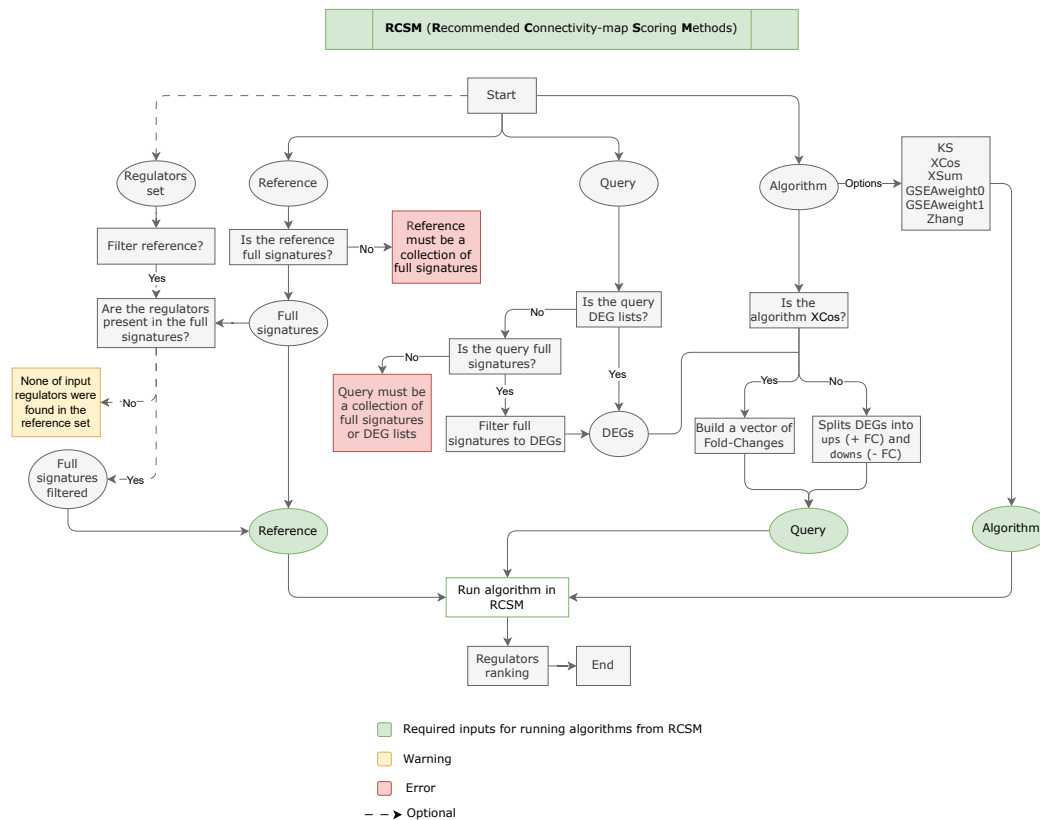 RCSM (Recommended Connectivity-map Scoring Methods)
Start
Regulators
set
Reference
Query
Algorithm
Options
KS
XCos
XSum
GSEAweight0
GSEAweight1
Zhang
Filter reference?
Is the reference
full signatures?
No
Reference
must be a
collection of
full signatures
Yes
Are the regulators
present in the full
signatures?
Full
signatures
Is the query
DEG lists?
Is the
algorithm XCos?
No
Is the query full
signatures?
No
Query must be
a collection of
full signatures
or DEG lists
Yes
Yes
Yes
No
None of input
regulators were
found in the
reference set
No
Filter full
signatures to DEGs
DEGs
Build a vector of
Fold-Changes
Splits DEGs into
ups (+ FC) and
downs (- FC)
Full
signatures
filtered
Yes
Reference
Query
Algorithm
Run algorithm in
RCSM
Regulators
ranking
End
Required inputs for running algorithms from RCSM
Warning
Error
Optional